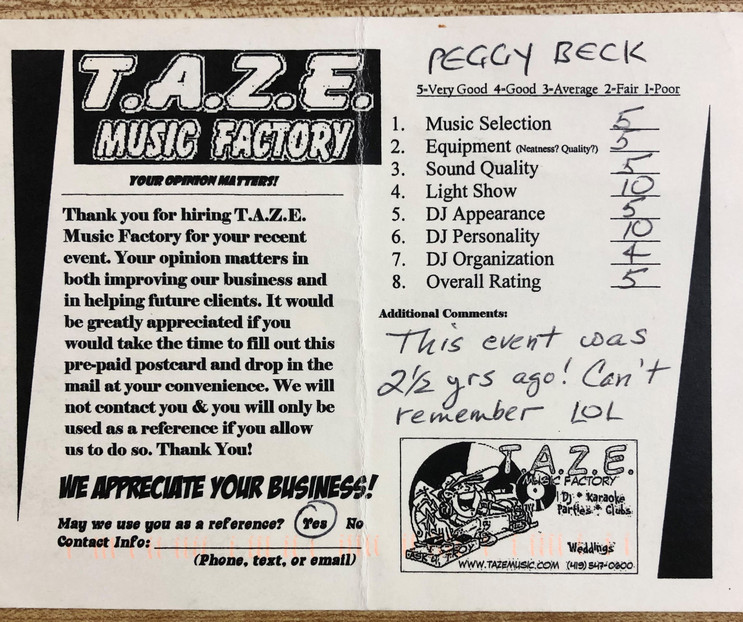 T.A.Z.E.
MUSIC FACTORY
YOUR OPINION MATTERS!
Thank you for hiring T.A.Z.E.
Music Factory for your recent
event. Your opinion matters in
both improving our business and
in helping future clients. It would
be greatly appreciated if you
would take the time to fill out this
pre-paid postcard and drop in the
mail at your convenience. We will
not contact you & you will only be
used as a reference if you allow
us to do so. Thank You!
WE APPRECIATE YOUR BUSINESS!
May we use you as a reference? Yes No
Contact Info:
(Phone, text, or email)
PEGGY BECK
5-Very Good 4-Good 3-Average 2-Fair 1-Poor
1. Music Selection 5
2. Equipment (Neatness? Quality?) 5
3. Sound Quality 5
4. Light Show 10
5. DJ Appearance 5
6. DJ Personality 10
7. DJ Organization 4
8. Overall Rating 5
Additional Comments:
This event was
2½ yrs ago! Can't
remember LOL
T.A.Z.E.
MUSIC FACTORY
Dj * Karaoke
Parties * Clubs
Weddings
WWW.TAZEMUSIC.COM (419) 547-0600